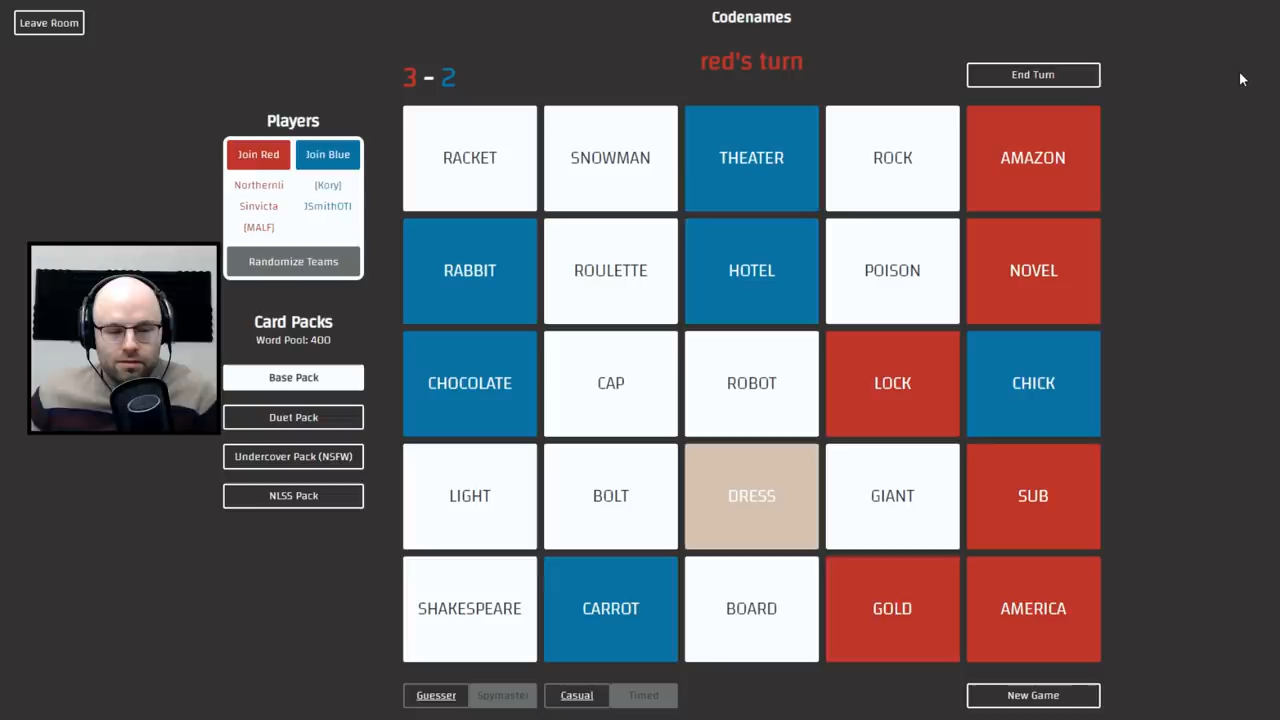 Leave Room
Codenames
3 - 2
red's turn
End Turn
Players
Join Red
Join Blue
Northernli
[Kory]
Sinvicta
JSmithOTI
[MALF]
Randomize Teams
Card Packs
Word Pool: 400
Base Pack
Duet Pack
Undercover Pack (NSFW)
NLSS Pack
RACKET SNOWMAN THEATER ROCK AMAZON
RABBIT ROULETTE HOTEL POISON NOVEL
CHOCOLATE CAP ROBOT LOCK CHICK
LIGHT BOLT DRESS GIANT SUB
SHAKESPEARE CARROT BOARD GOLD AMERICA
Guesser Spymaster Casual Timed New Game